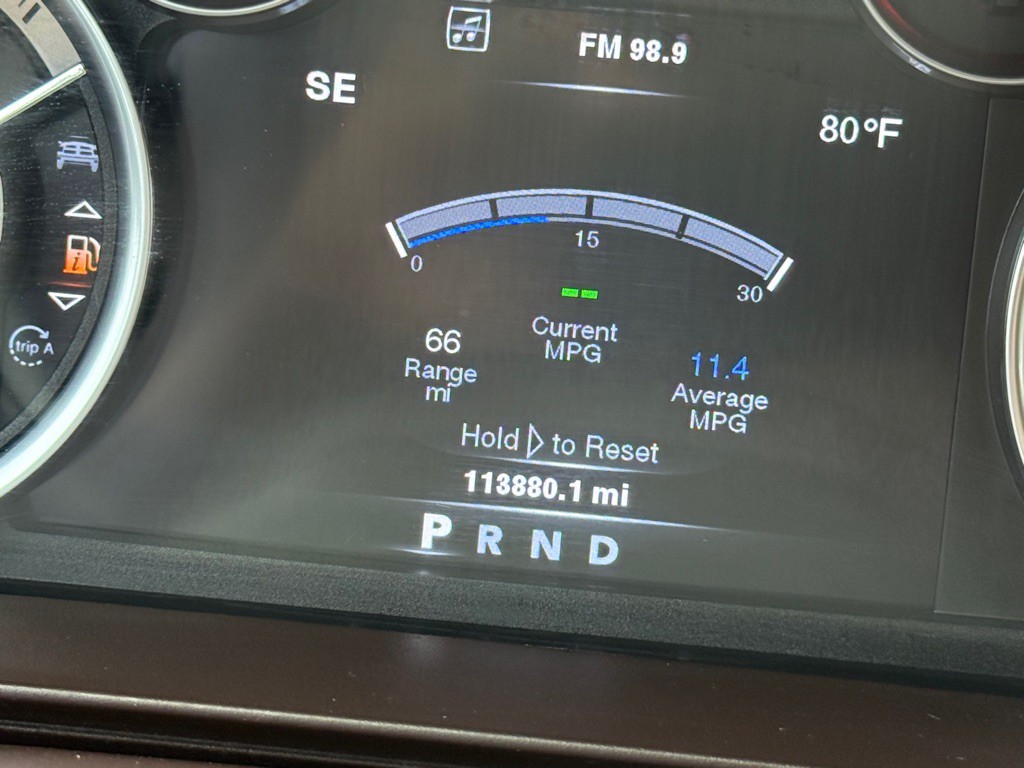 FM 98.9
SE
80°F
0
15
30
-- 
Current
MPG
66
Range
mi
11.4
Average
MPG
trip A
Hold ▷ to Reset
113880.1 mi
P R N D